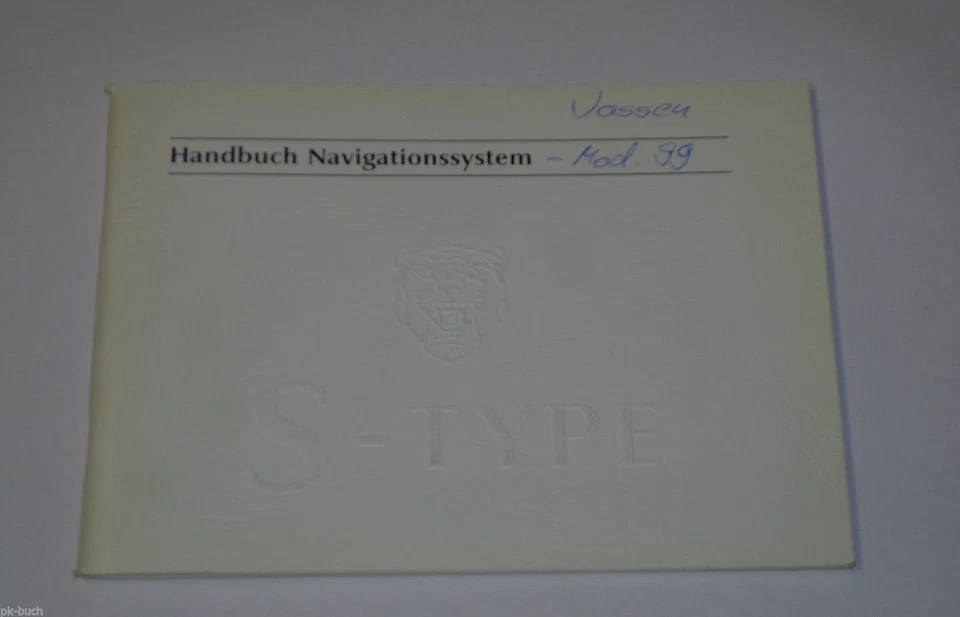 Vossen
Handbuch Navigationssystem – Mod. 99
S-TYPE
pk-buch